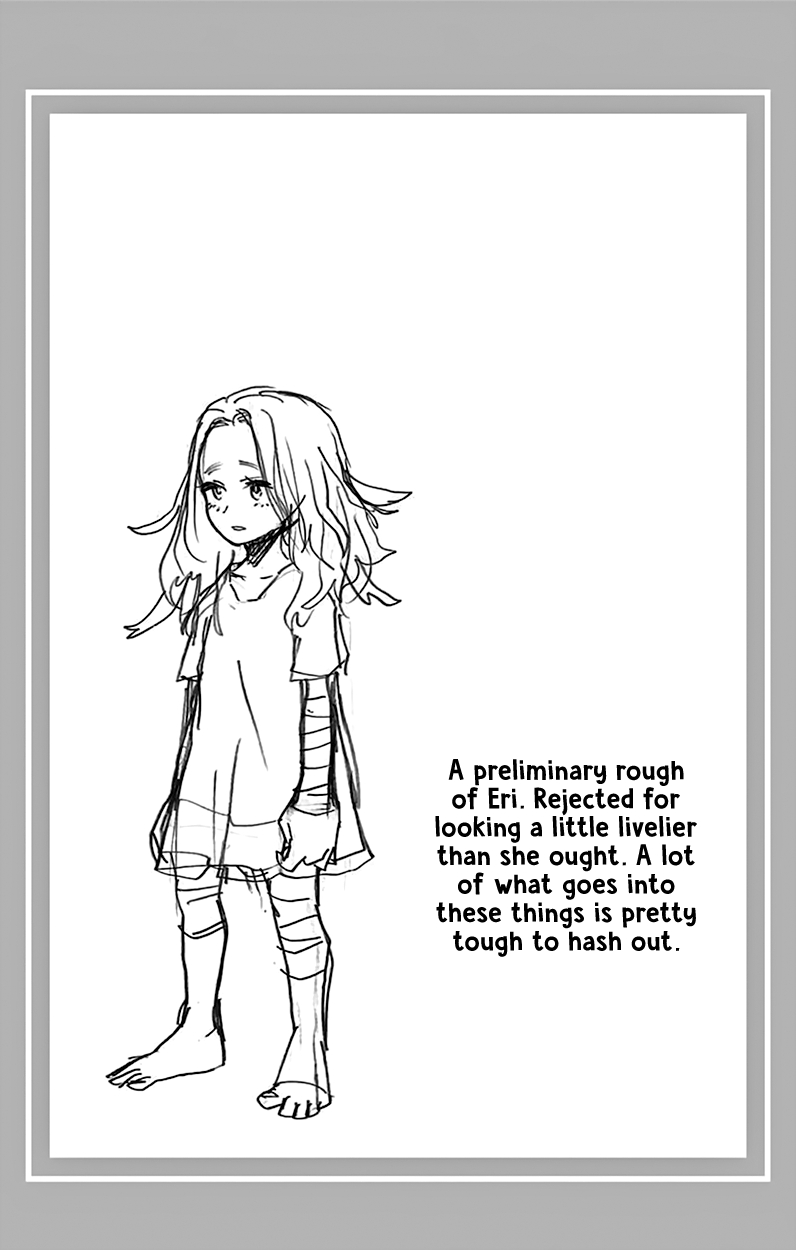 A preliminary rough
of Eri. Rejected for
looking a little livelier
than she ought. A lot
of what goes into
these things is pretty
tough to hash out.